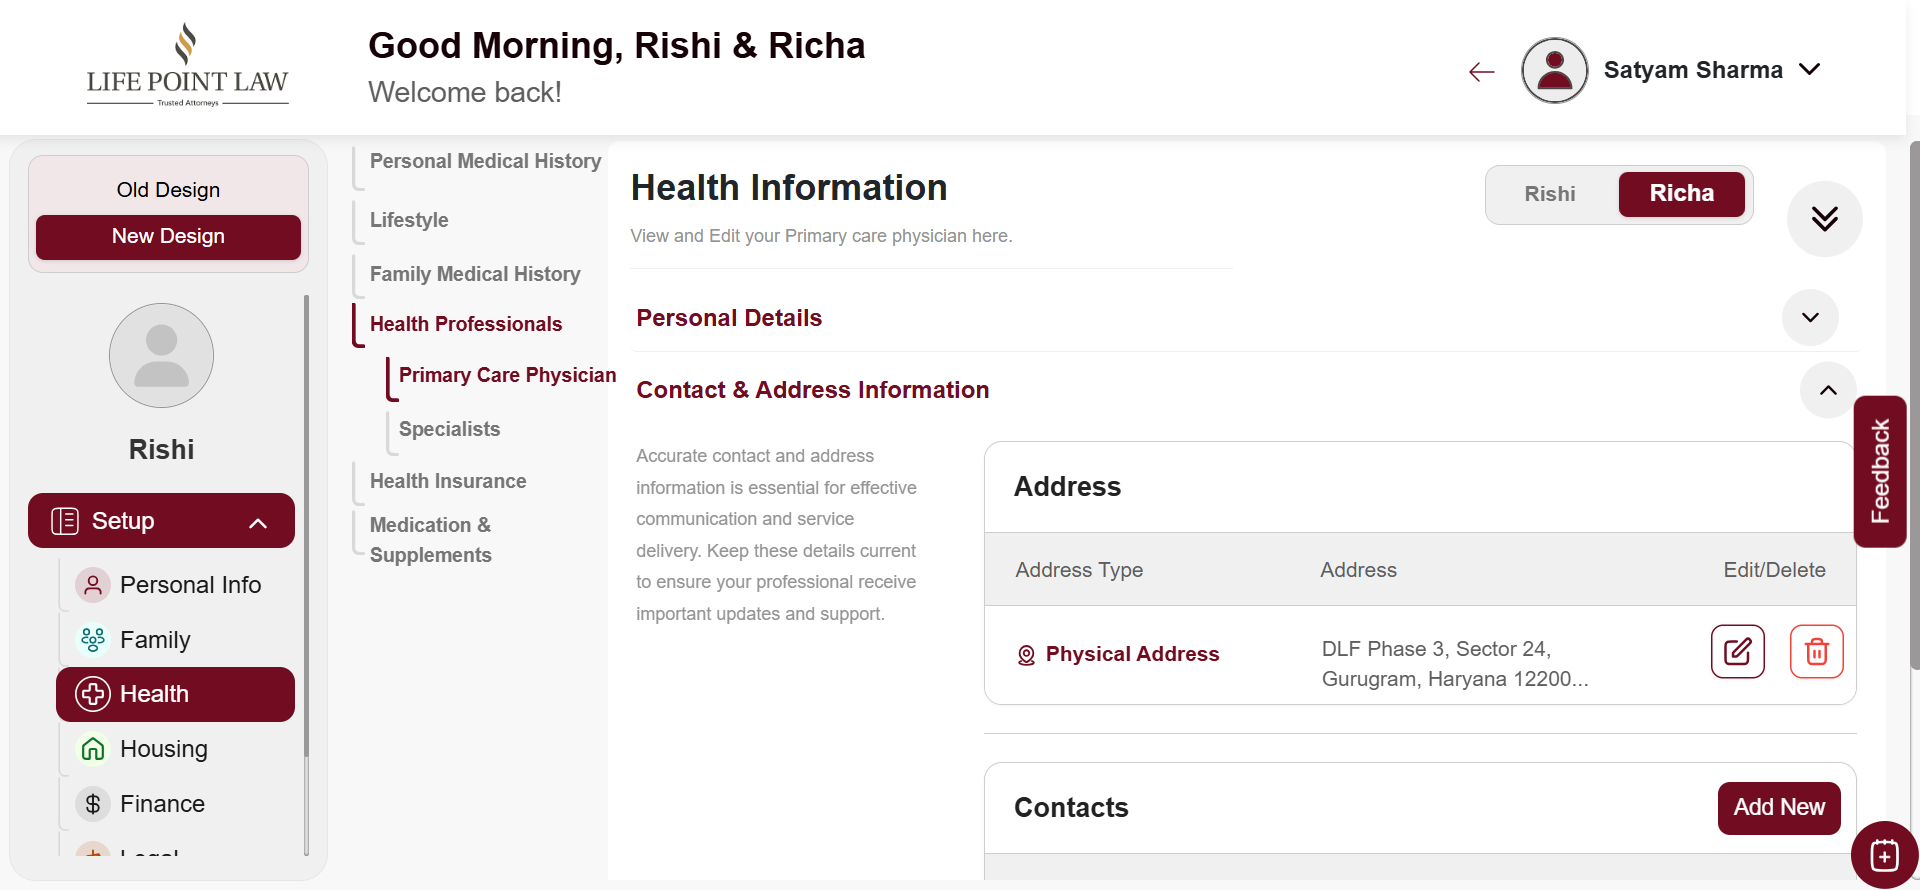 LIFE POINT LAW
Trusted Attorneys
Good Morning, Rishi & Richa
Welcome back!
Satyam Sharma
Old Design
New Design
Rishi
Setup
Personal Info
Family
Health
Housing
Finance
Legal
Personal Medical History
Lifestyle
Family Medical History
Health Professionals
Primary Care Physician
Specialists
Health Insurance
Medication &
Supplements
Health Information
View and Edit your Primary care physician here.
Rishi
Richa
Personal Details
Contact & Address Information
Accurate contact and address
information is essential for effective
communication and service
delivery. Keep these details current
to ensure your professional receive
important updates and support.
Address
Address Type Address Edit/Delete
Physical Address
DLF Phase 3, Sector 24,
Gurugram, Haryana 12200...
Contacts
Add New
Feedback